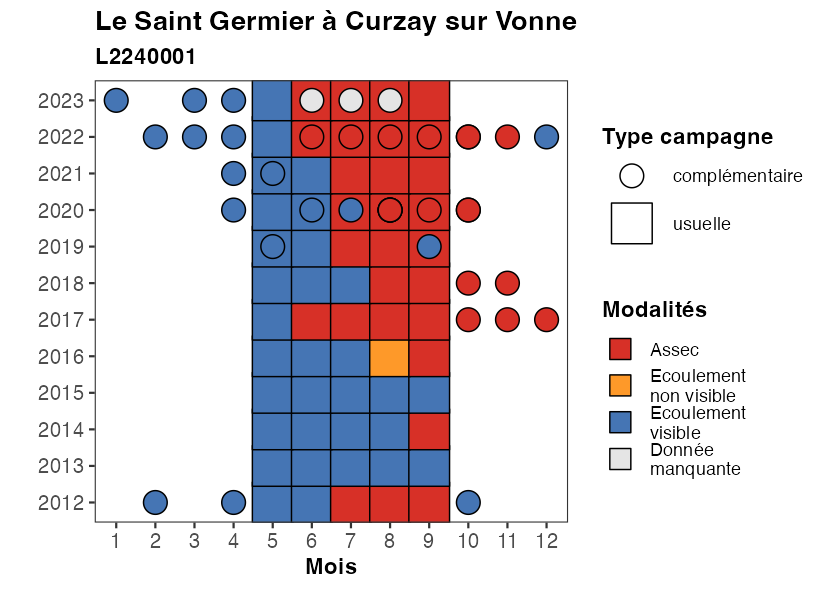 Le Saint Germier à Curzay sur Vonne
L2240001
2023
2022
2021
2020
2019
2018
2017
2016
2015
2014
2013
2012
1 2 3 4 5 6 7 8 9 10 11 12
Mois
Type campagne
complémentaire
usuelle
Modalités
Assec
Ecoulement
non visible
Ecoulement
visible
Donnée
manquante